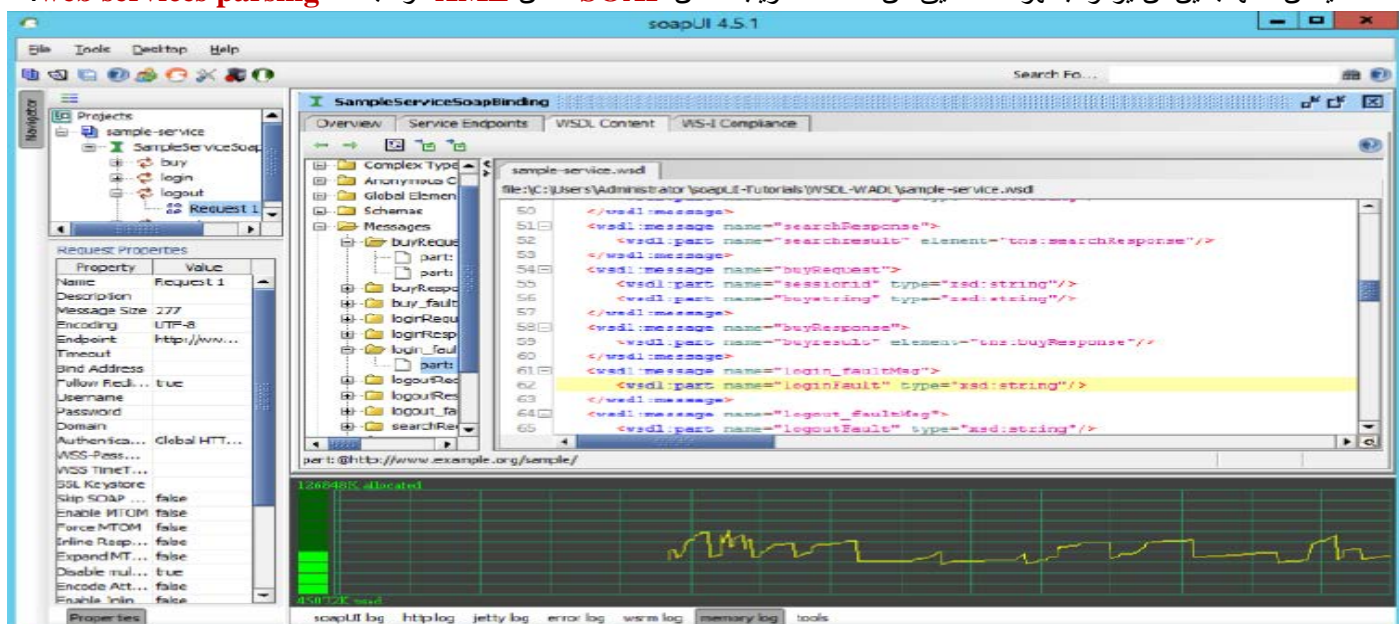 SOAP
XML
web services parsing
soapUI 4.5.1
File Tools Desktop Help
Search Fo...
Navigator
Projects
sample-service
SampleServiceSoap
buy
login
logout
Request 1
Request Properties
Property Value
Name Request 1
Description
Message Size 277
Encoding UTF-8
Endpoint http://ww...
Timeout
Bind Address
Follow Redi... true
Username
Password
Domain
Authentica... Global HTT...
WSS-Pass...
WSS TimeT...
SSL Keystore
Skip SOAP ... false
Enable MTOM false
Force MTOM false
Inline Resp... false
Expand MT... false
Disable mul... true
Encode Att... false
Enable Inlin... false
Properties
SampleServiceSoapBinding
Overview Service Endpoints WSDL Content WS-I Compliance
Complex Type
Anonymous C
Global Elemen
Schemas
Messages
buyReque
part:
part:
buyRespo
buy_fault
loginRequ
loginResp
login_faul
part:
logoutReq
logoutRes
logout_fa
searchRe
sample-service.wsdl
file:\C:\Users\Administrator\soapUI-Tutorials\WSDL-WADL\sample-service.wsdl
50 </wsdl:message>
51 <wsdl:message name="searchResponse">
52 <wsdl:part name="searchresult" element="tns:searchResponse"/>
53 </wsdl:message>
54 <wsdl:message name="buyRequest">
55 <wsdl:part name="sessionid" type="xsd:string"/>
56 <wsdl:part name="buystring" type="xsd:string"/>
57 </wsdl:message>
58 <wsdl:message name="buyResponse">
59 <wsdl:part name="buyresult" element="tns:buyResponse"/>
60 </wsdl:message>
61 <wsdl:message name="login_faultMsg">
62 <wsdl:part name="loginFault" type="xsd:string"/>
63 </wsdl:message>
64 <wsdl:message name="logout_faultMsg">
65 <wsdl:part name="logoutFault" type="xsd:string"/>
part: @http://www.example.org/sample/
126848K allocated
used
soapUI log http log jetty log error log wsrm log memory log tools